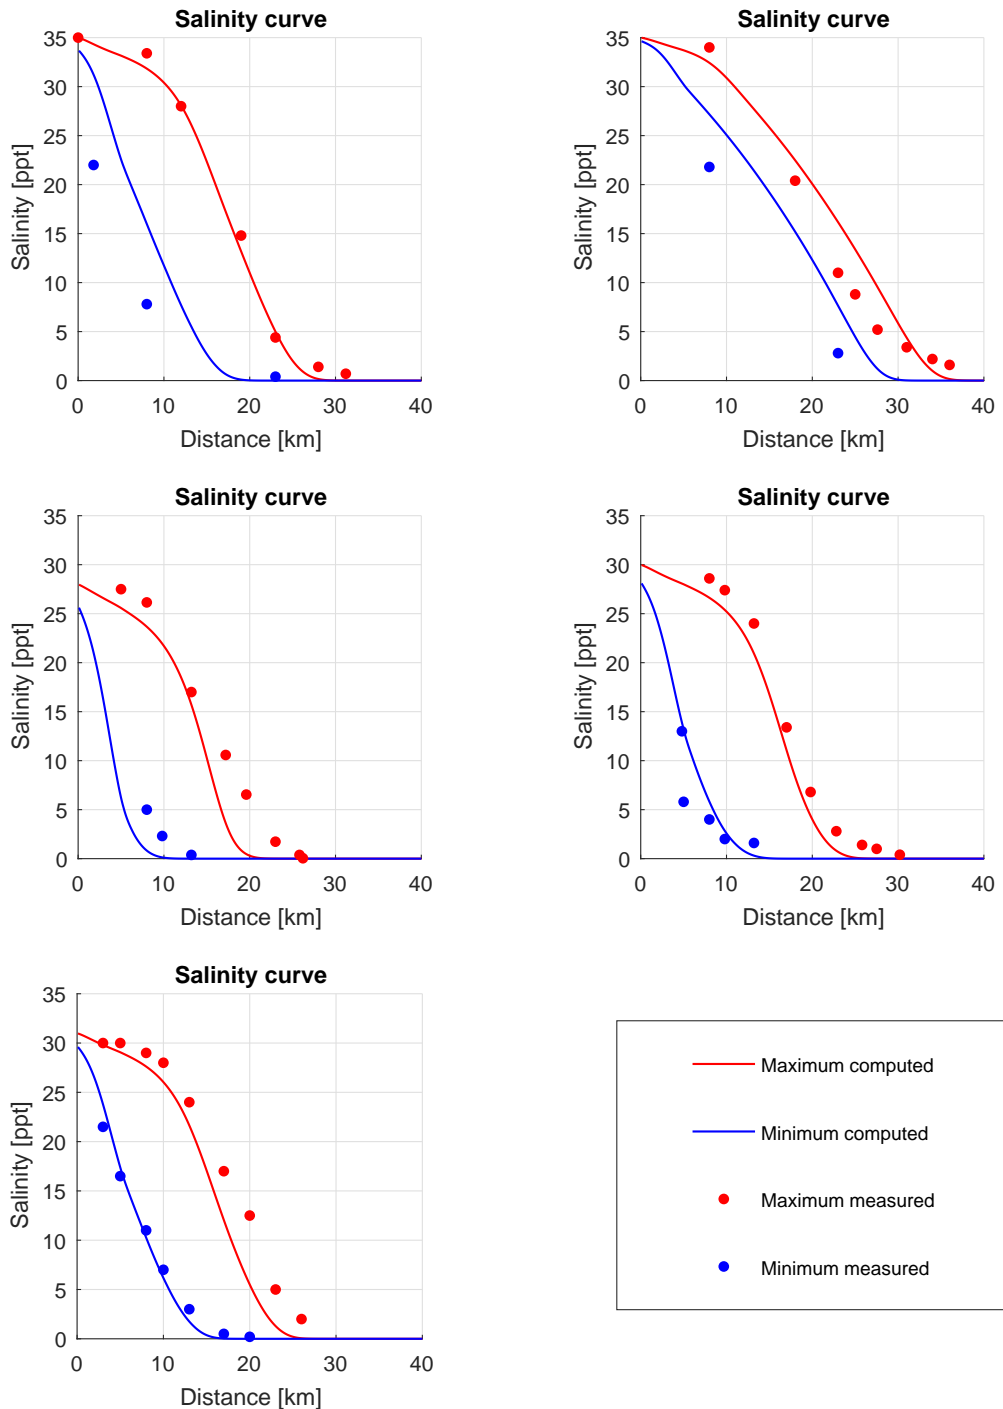 Salinity curve
35
30
25
20
15
10
5
0
Salinity [ppt]
0 10 20 30 40
Distance [km]
Salinity curve
35
30
25
20
15
10
5
0
Salinity [ppt]
0 10 20 30 40
Distance [km]
Salinity curve
35
30
25
20
15
10
5
0
Salinity [ppt]
0 10 20 30 40
Distance [km]
Salinity curve
35
30
25
20
15
10
5
0
Salinity [ppt]
0 10 20 30 40
Distance [km]
Salinity curve
35
30
25
20
15
10
5
0
Salinity [ppt]
0 10 20 30 40
Distance [km]
Maximum computed
Minimum computed
Maximum measured
Minimum measured